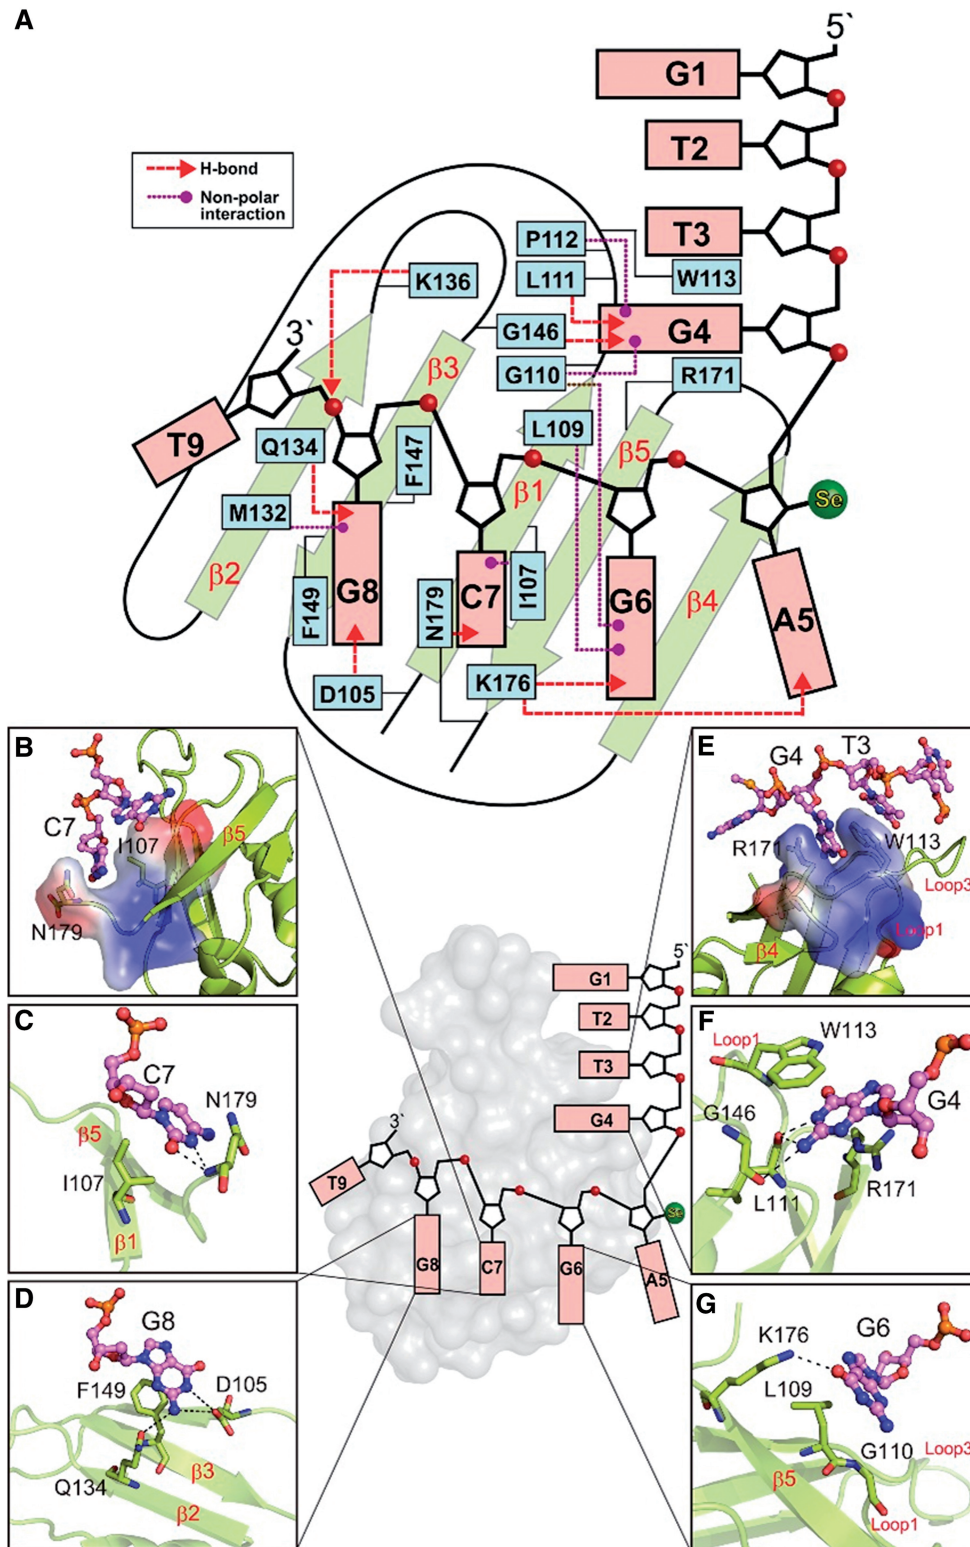 A
5`
G1
T2
T3
H-bond
Non-polar
interaction
P112
W113
K136
L111
3`
G146
G4
G110
R171
β3
T9
Q134
F147
L109
β5
β1
Se
M132
β2
G8
F149
C7
I107
N179
G6
β4
A5
D105
K176
B
C7
I107
β5
N179
E
G4
T3
R171
W113
Loop3
Loop1
β4
C
C7
N179
β5
I107
β1
5`
G1
T2
T3
G4
3`
T9
G8
C7
G6
A5
Se
F
Loop1
W113
G146
G4
L111
R171
D
G8
F149
D105
β3
Q134
β2
G
K176
G6
L109
G110
Loop3
β5
Loop1